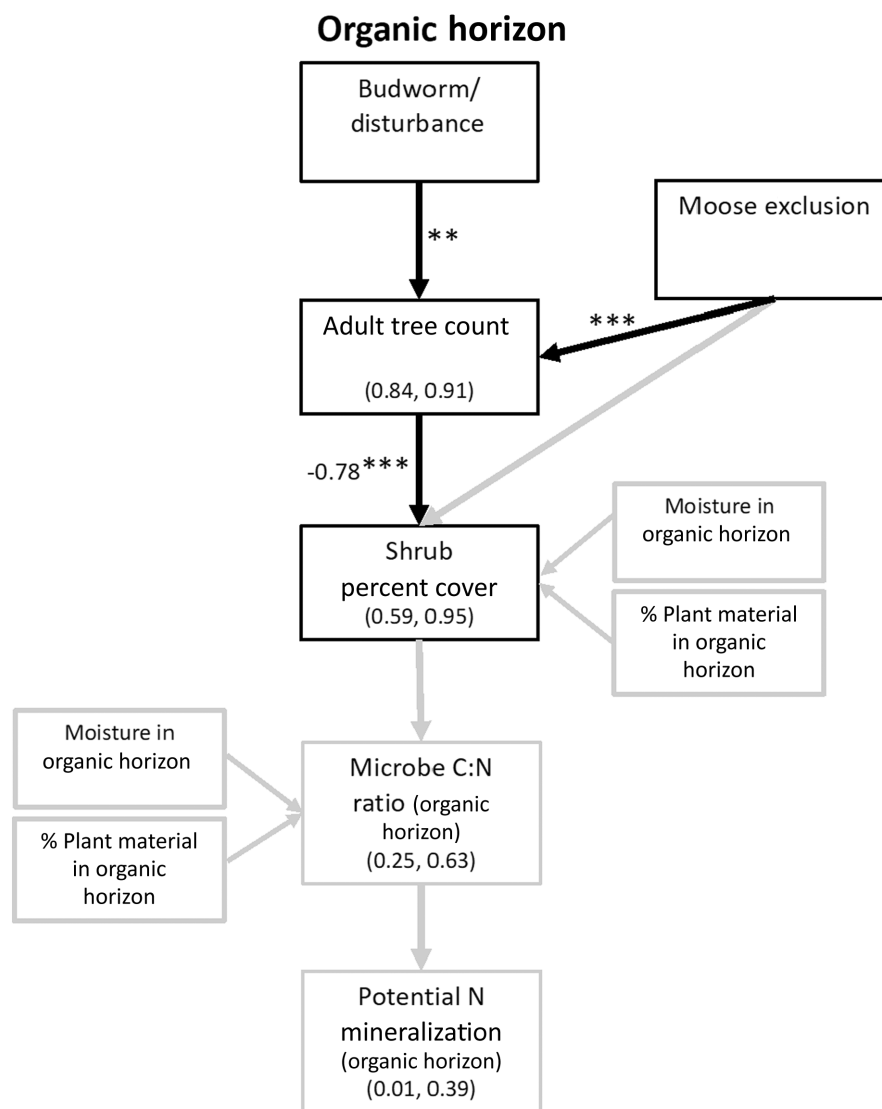 Organic horizon
Budworm/
disturbance
Moose exclusion
**
***
Adult tree count
(0.84, 0.91)
-0.78***
Shrub
percent cover
(0.59, 0.95)
Moisture in
organic horizon
% Plant material
in organic
horizon
Moisture in
organic horizon
% Plant material
in organic
horizon
Microbe C:N
ratio (organic
horizon)
(0.25, 0.63)
Potential N
mineralization
(organic horizon)
(0.01, 0.39)